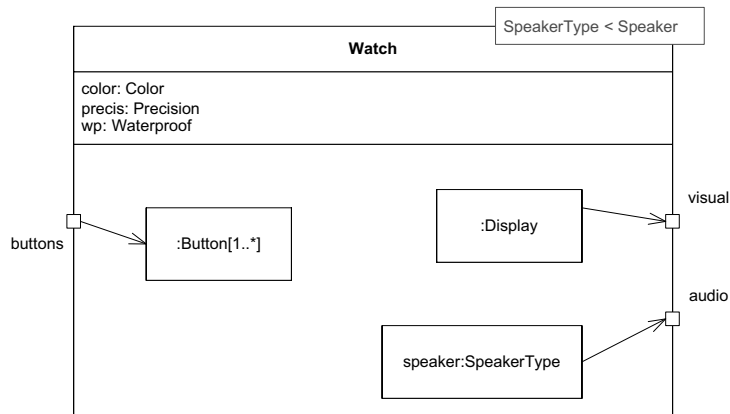 SpeakerType < Speaker
Watch
color: Color
precis: Precision
wp: Waterproof
visual
:Display
buttons
:Button[1..*]
audio
speaker:SpeakerType